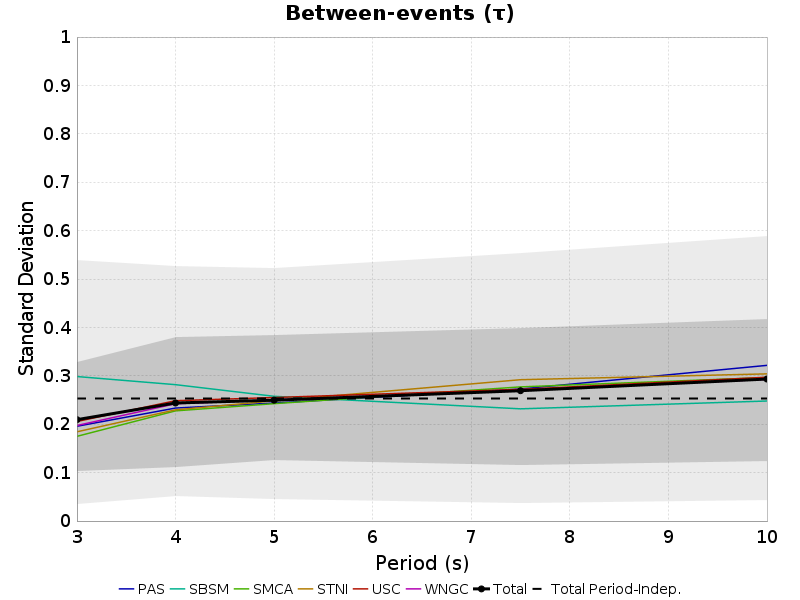 Between-events (τ)
Standard Deviation
1
0.9
0.8
0.7
0.6
0.5
0.4
0.3
0.2
0.1
0
3 4 5 6 7 8 9 10
Period (s)
PAS SBSM SMCA STNI USC WNGC Total Total Period-Indep.